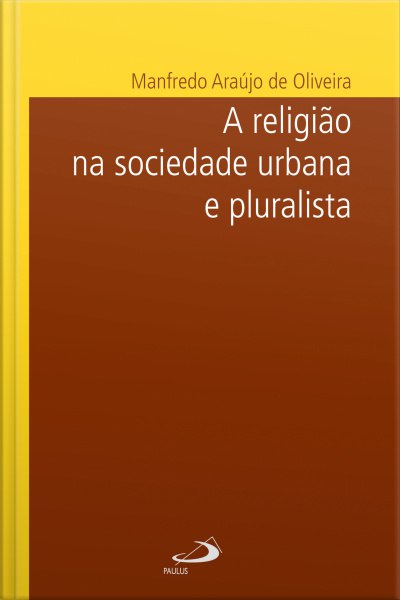 Manfredo Araújo de Oliveira
A religião
na sociedade urbana
e pluralista
PAULUS